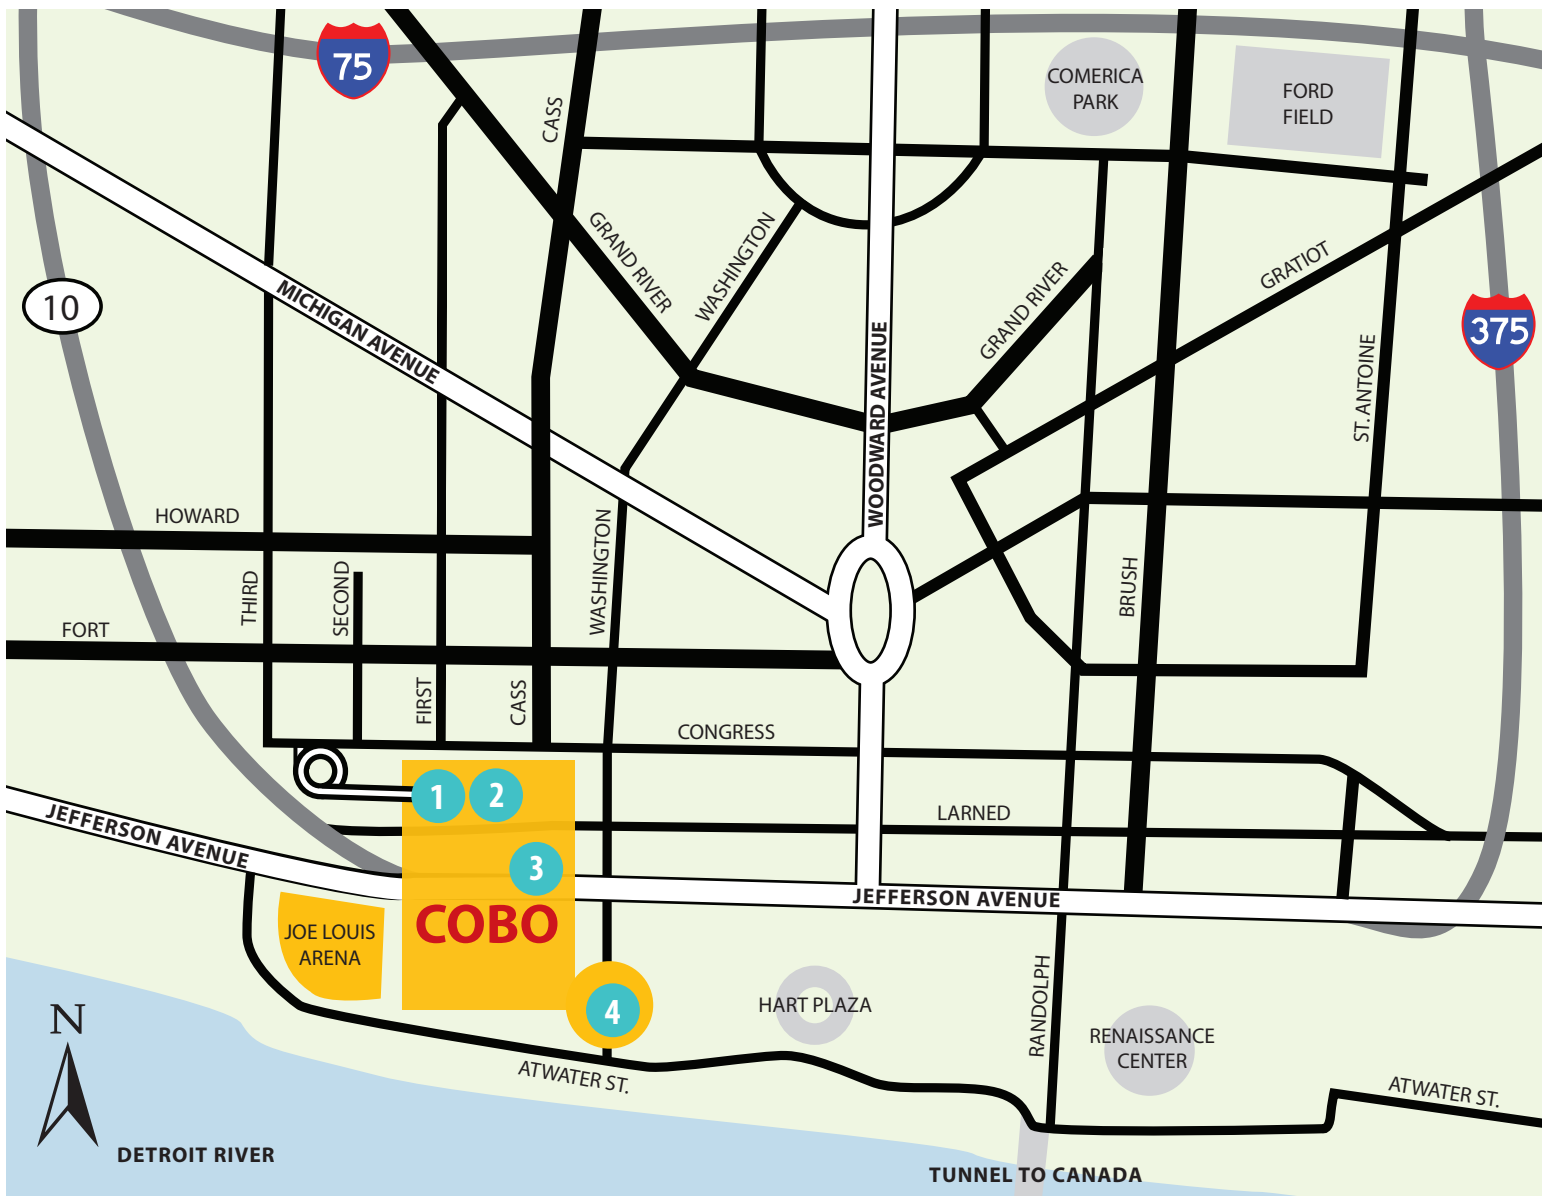 75
CASS
COMERICA
PARK
FORD
FIELD
GRAND RIVER
WASHINGTON
GRAND RIVER
GRATIOT
10
MICHIGAN AVENUE
WOODWARD AVENUE
ST. ANTOINE
375
HOWARD
THIRD
SECOND
WASHINGTON
BRUSH
FORT
FIRST
CASS
CONGRESS
1
2
LARNED
JEFFERSON AVENUE
3
JEFFERSON AVENUE
COBO
JOE LOUIS
ARENA
4
HART PLAZA
RANDOLPH
RENAISSANCE
CENTER
N
ATWATER ST.
ATWATER ST.
DETROIT RIVER
TUNNEL TO CANADA